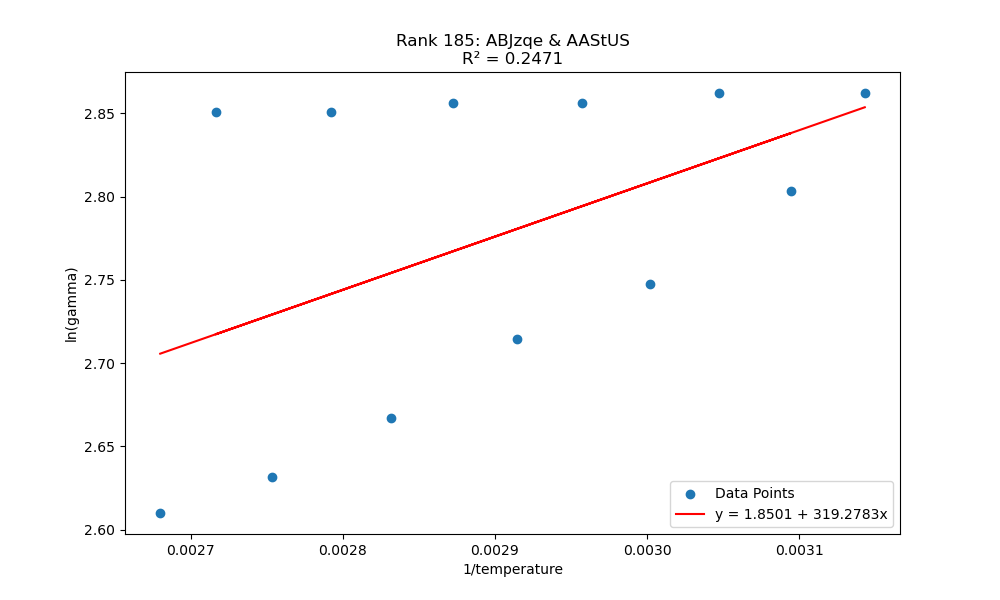 Rank 185: ABJzqe & AAStUS
R² = 0.2471
ln(gamma)
2.85
2.80
2.75
2.70
2.65
2.60
0.0027
0.0028
0.0029
0.0030
0.0031
1/temperature
Data Points
y = 1.8501 + 319.2783x